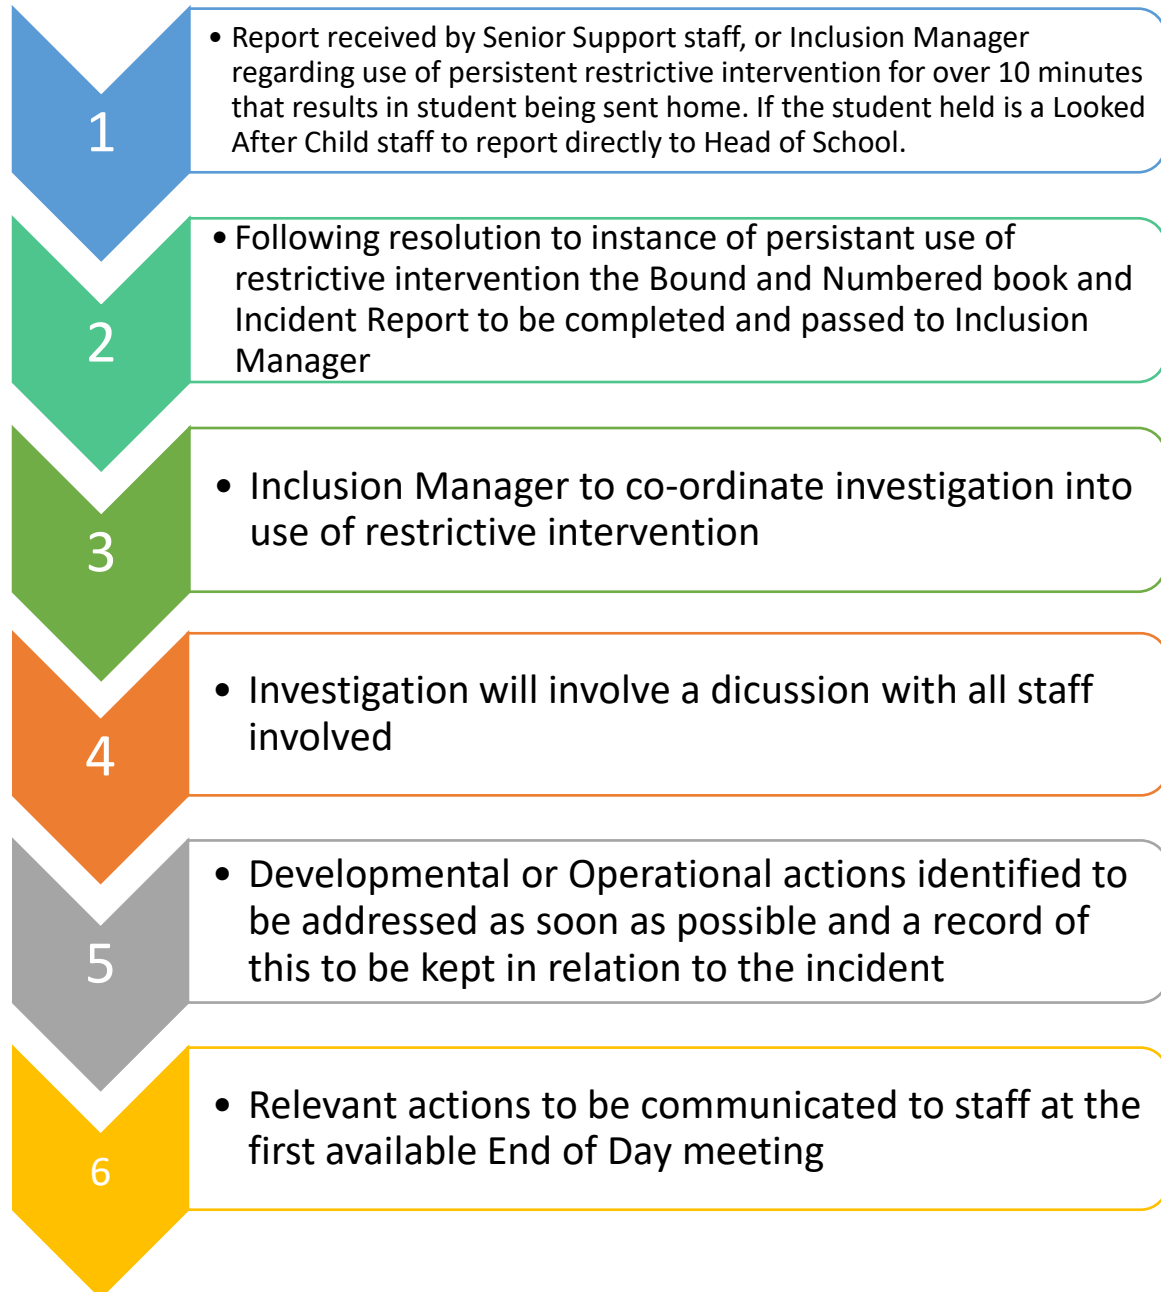 1
• Report received by Senior Support staff, or Inclusion Manager
regarding use of persistent restrictive intervention for over 10 minutes
that results in student being sent home. If the student held is a Looked
After Child staff to report directly to Head of School.
2
• Following resolution to instance of persistant use of
restrictive intervention the Bound and Numbered book and
Incident Report to be completed and passed to Inclusion
Manager
3
• Inclusion Manager to co-ordinate investigation into
use of restrictive intervention
4
• Investigation will involve a dicussion with all staff
involved
5
• Developmental or Operational actions identified to
be addressed as soon as possible and a record of
this to be kept in relation to the incident
6
• Relevant actions to be communicated to staff at the
first available End of Day meeting